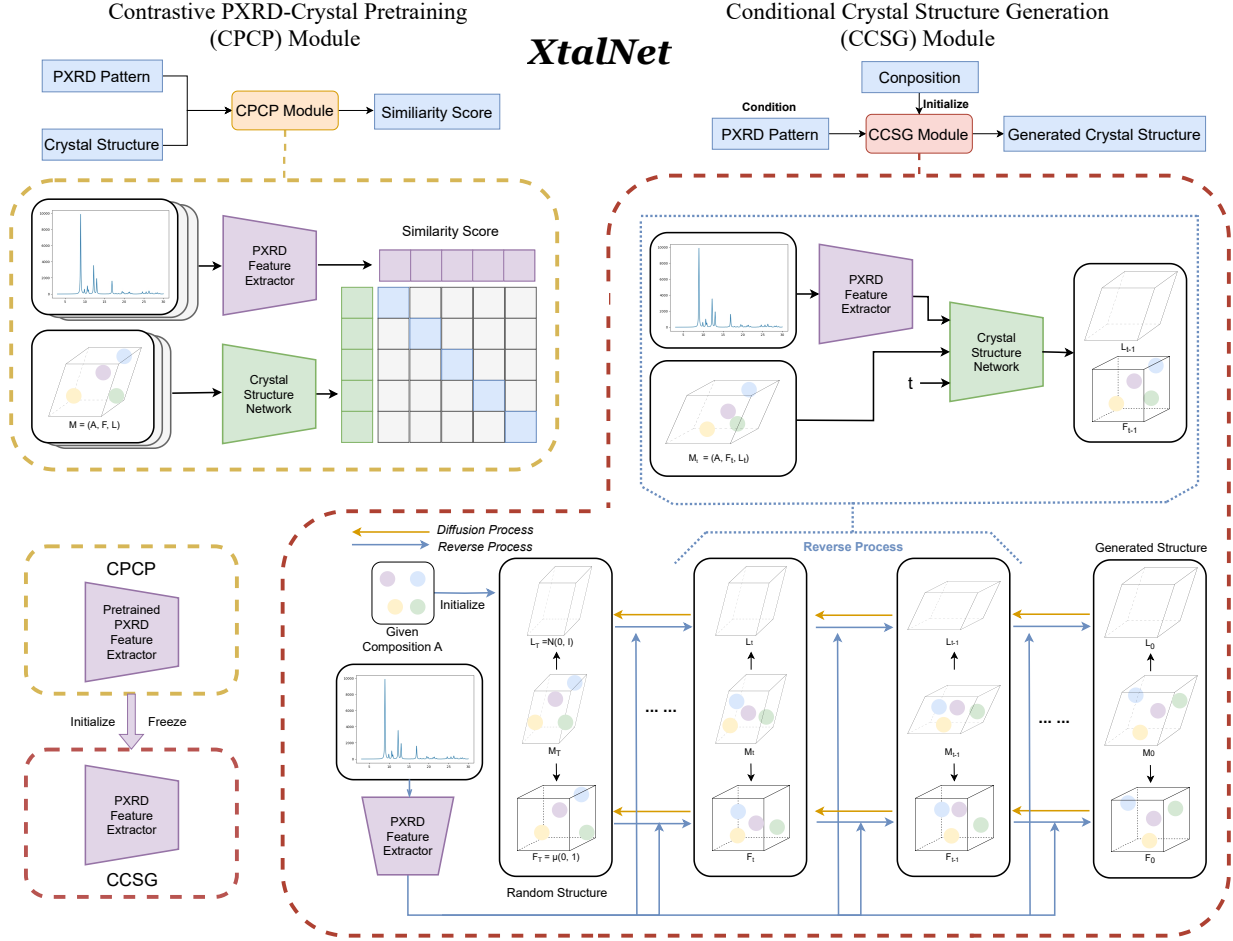 Contrastive PXRD-Crystal Pretraining
(CPCP) Module
XtalNet
Conditional Crystal Structure Generation
(CCSG) Module
PXRD Pattern
Crystal Structure
CPCP Module
Similiarity Score
Conposition
Initialize
Condition
PXRD Pattern
CCSG Module
Generated Crystal Structure
PXRD
Feature
Extractor
Similarity Score
M = (A, F, L)
Crystal
Structure
Network
PXRD
Feature
Extractor
Mt = (A, Ft, Lt)
t
Crystal
Structure
Network
Lt-1
Ft-1
CPCP
Pretrained
PXRD
Feature
Extractor
Initialize
Freeze
PXRD
Feature
Extractor
CCSG
Diffusion Process
Reverse Process
Reverse Process
Generated Structure
Initialize
Given
Composition A
PXRD
Feature
Extractor
LT =N(0, I)
MT
FT = μ(0, 1)
Random Structure
Lt
Mt
Ft
... ...
Lt-1
Mt-1
Ft-1
... ...
L0
M0
F0